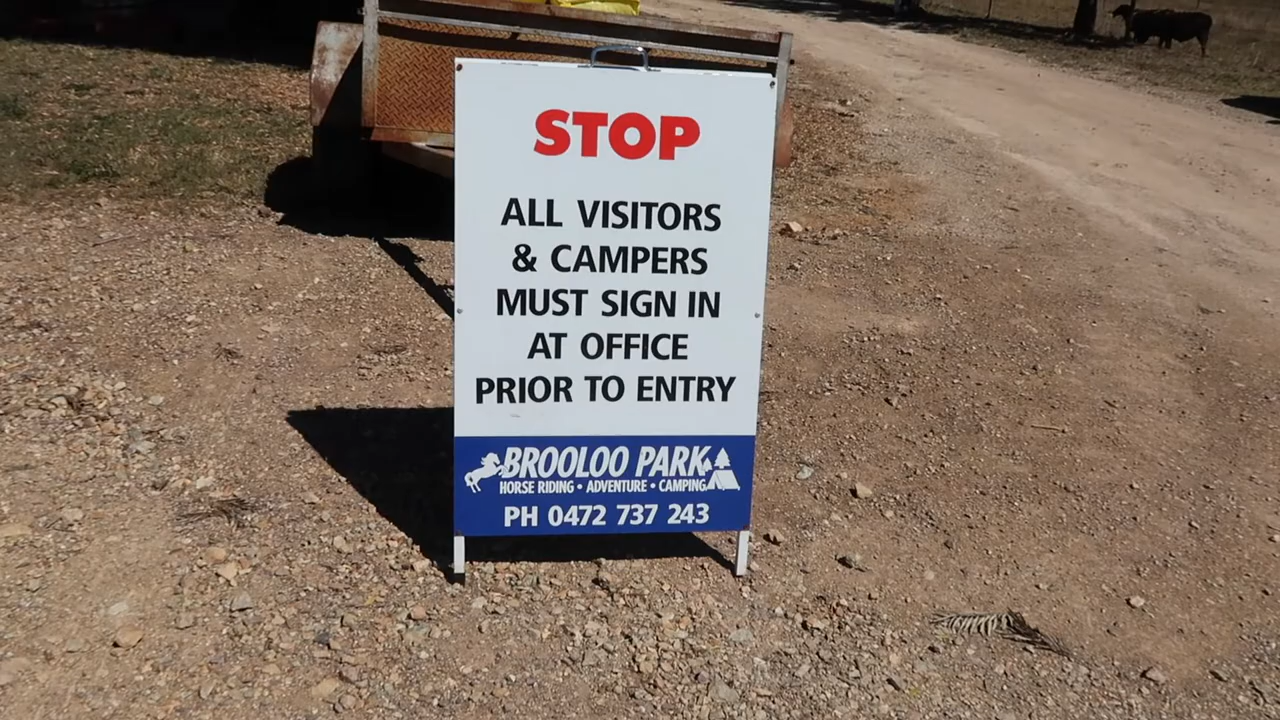 STOP
ALL VISITORS
& CAMPERS
MUST SIGN IN
AT OFFICE
PRIOR TO ENTRY
BROOLOO PARK
HORSE RIDING • ADVENTURE • CAMPING
PH 0472 737 243